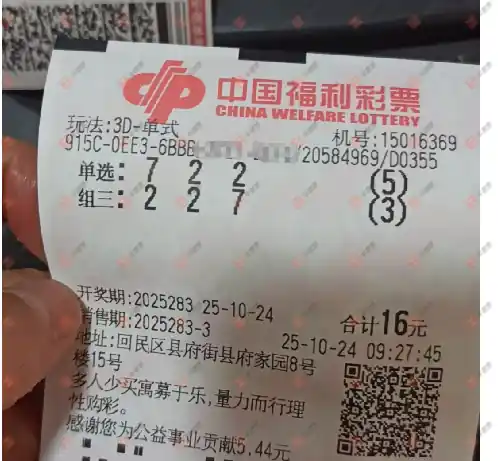 中国福利彩票
CHINA WELFARE LOTTERY
玩法:3D-单式
机号:15016369
915C-0EE3-6BB6 /20584969/D0355
单选: 7 2 2 (5)
组三: 2 2 7 (3)
开奖期:2025283 25-10-24
合计16元
销售期:2025283-3
25-10-24 09:27:45
地址:回民区县府街县府家园8号
楼15号
多人少买寓募于乐,量力而行理
性购彩。
感谢您为公益事业贡献5.44元